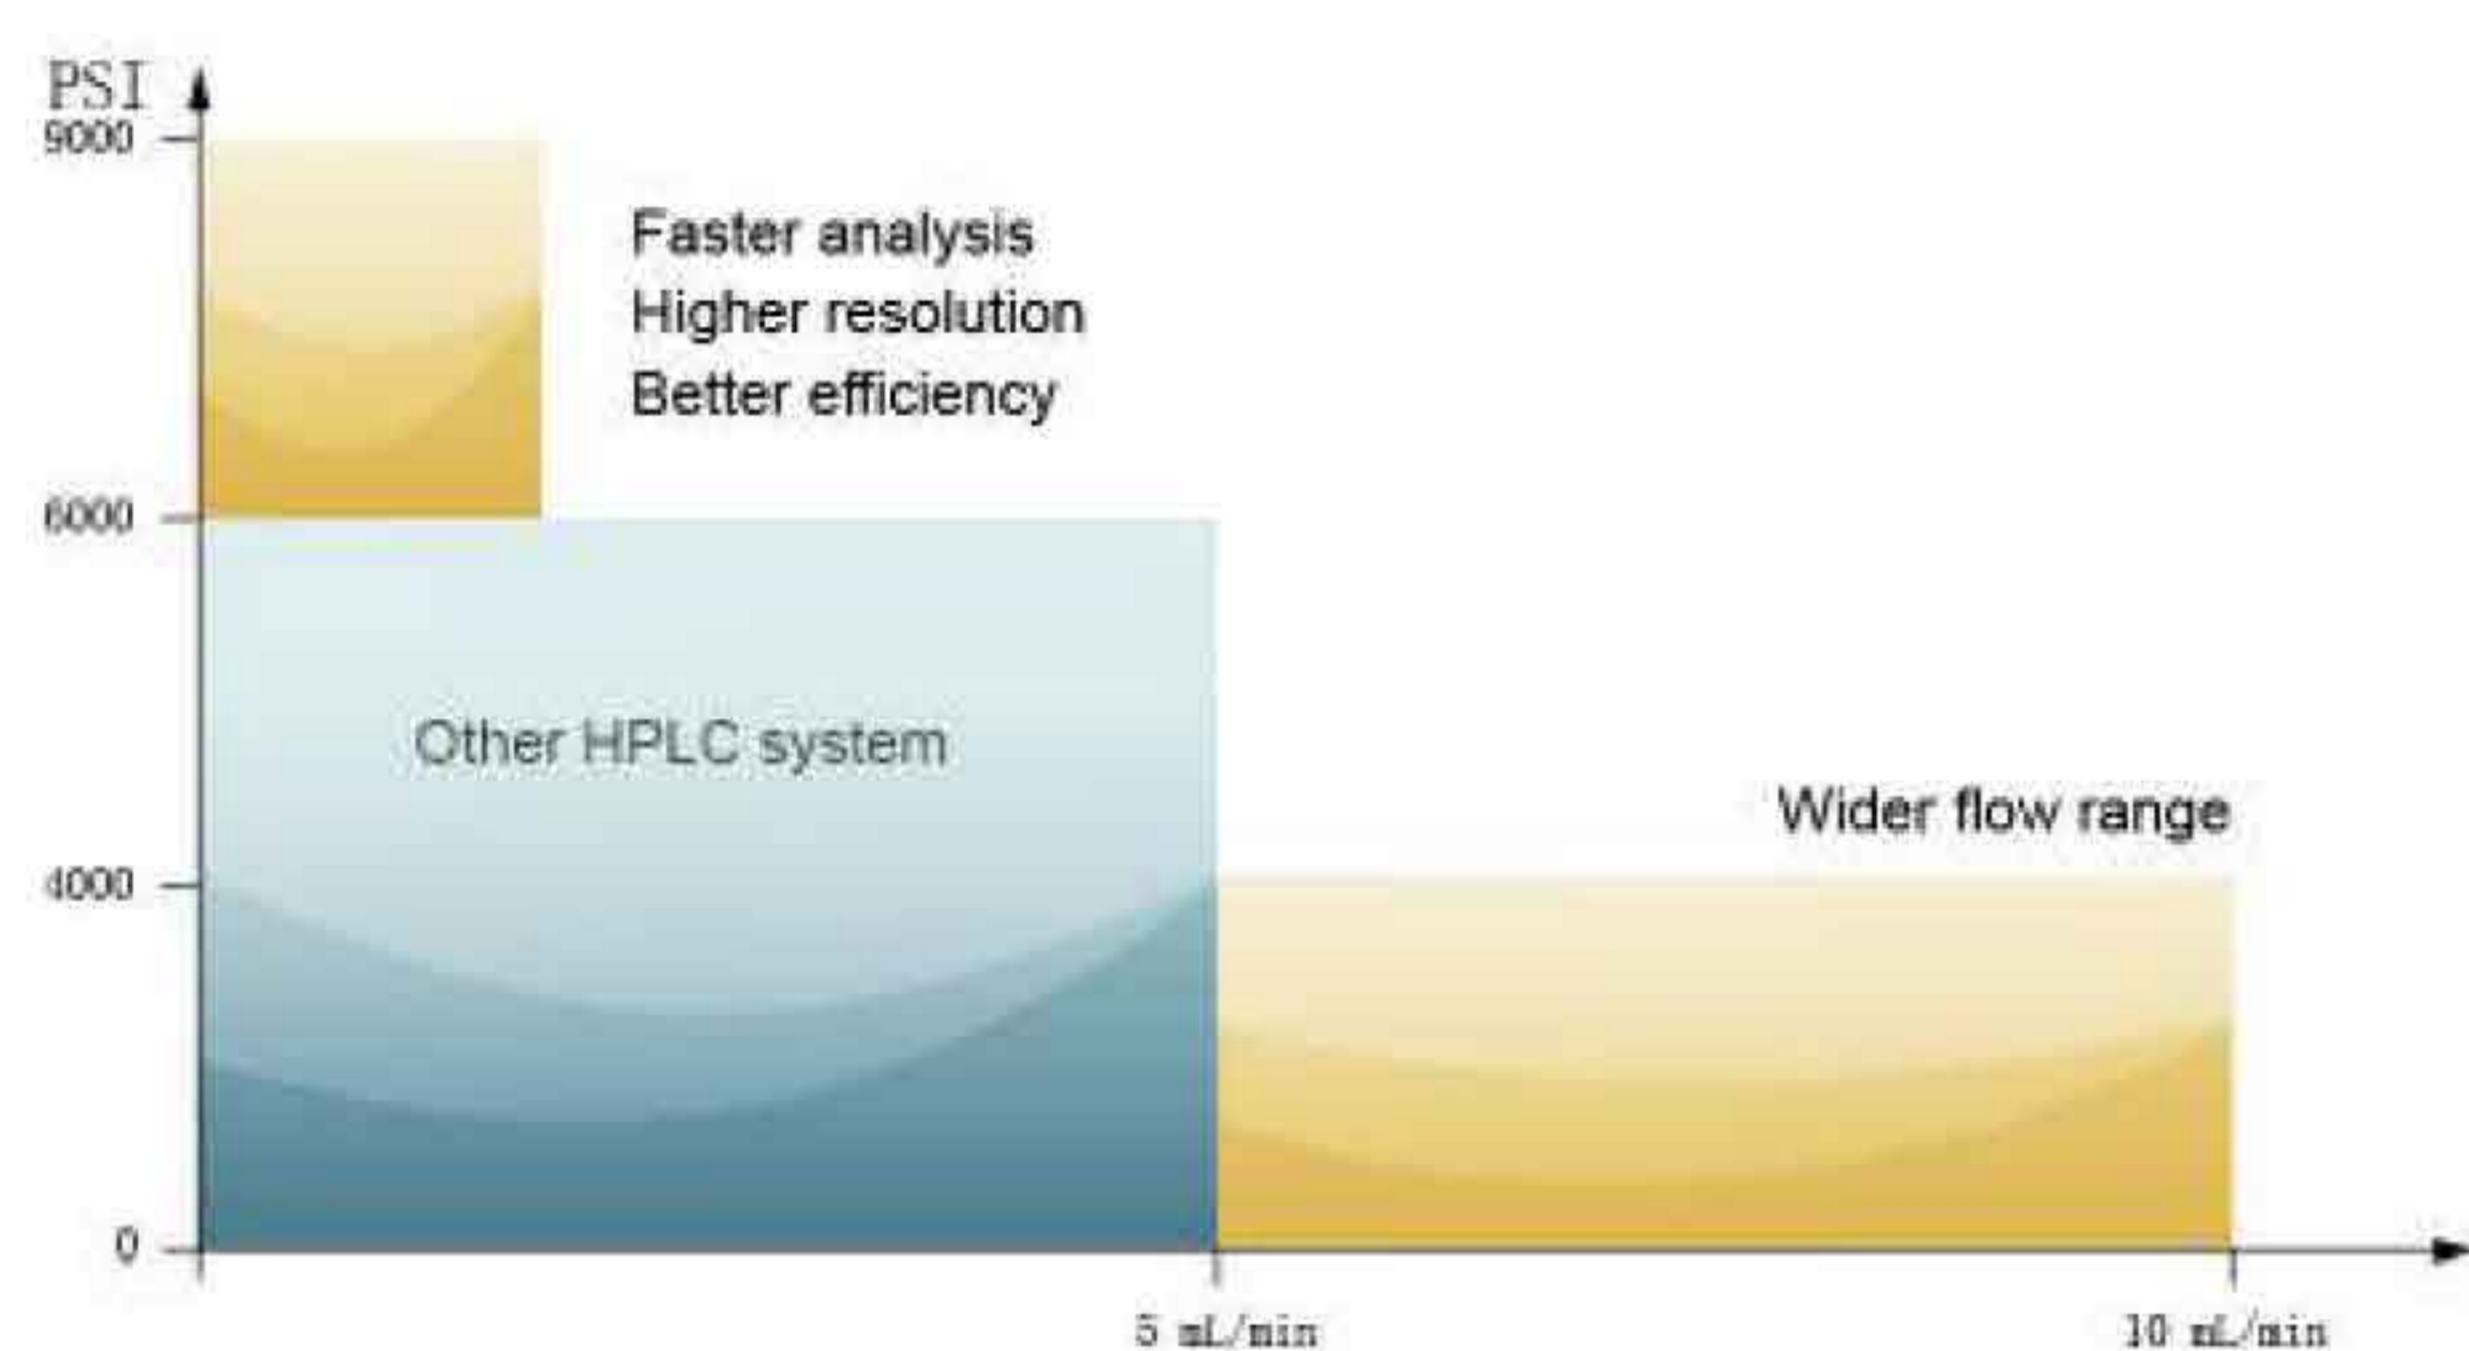 PSI
9000
Faster analysis
Higher resolution
Better efficiency
6000
Other HPLC system
Wider flow range
4000
0
5 mL/min
10 mL/min